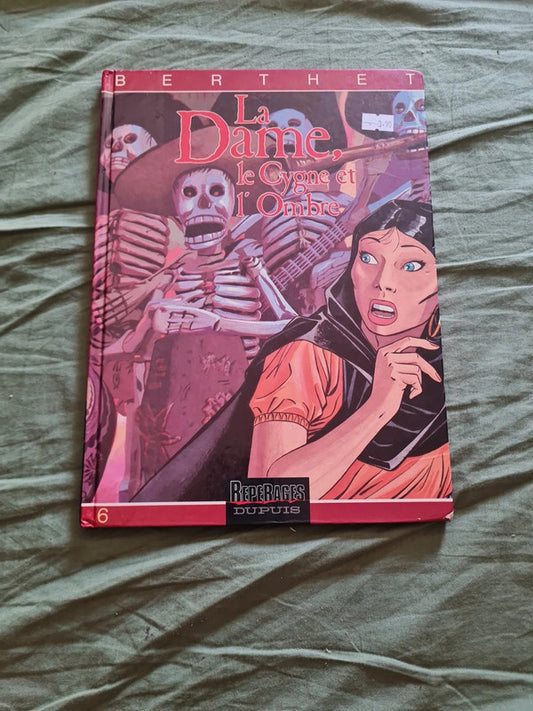 BERTHET
La
Dame,
le Cygne et
l'Ombre
REPÉRAGES
DUPUIS
6